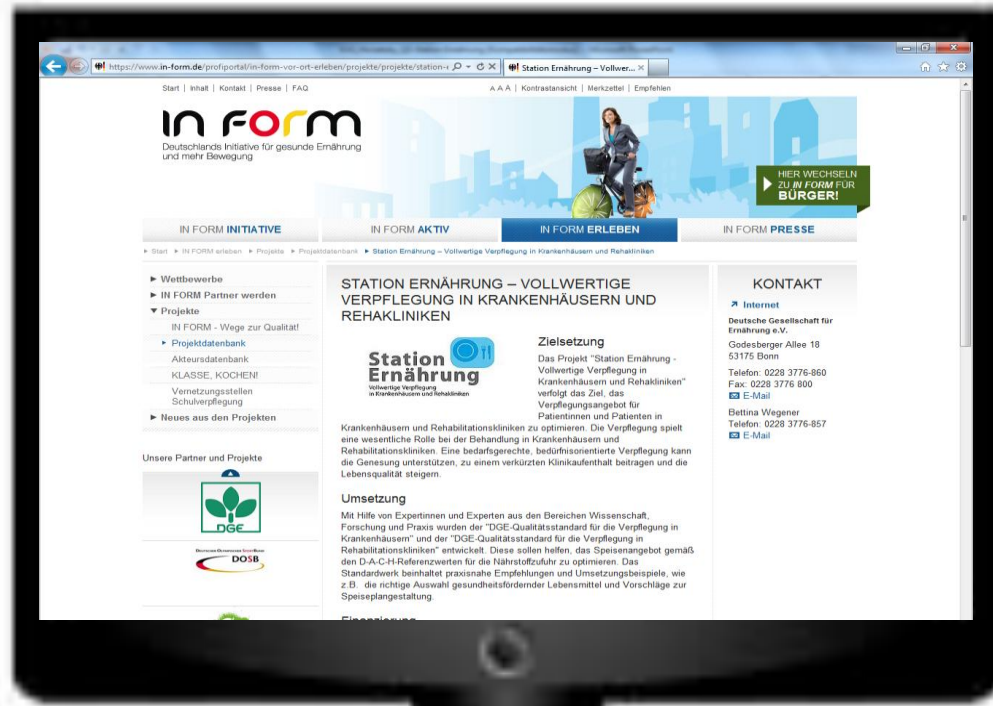 https://www.in-form.de/profiportal/in-form-vor-ort-erleben/projekte/projekte/station-e
Station Ernährung – Vollwer...
Start | Inhalt | Kontakt | Presse | FAQ
A A A | Kontrastansicht | Merkzettel | Empfehlen
IN FORM
Deutschlands Initiative für gesunde Ernährung
und mehr Bewegung
HIER WECHSELN
ZU IN FORM FÜR
BÜRGER!
IN FORM INITIATIVE
IN FORM AKTIV
IN FORM ERLEBEN
IN FORM PRESSE
Start
IN FORM erleben
Projekte
Projektdatenbank
Station Ernährung – Vollwertige Verpflegung in Krankenhäusern und Rehakliniken
Wettbewerbe
IN FORM Partner werden
Projekte
IN FORM - Wege zur Qualität!
Projektdatenbank
Akteursdatenbank
KLASSE, KOCHEN!
Vernetzungsstellen
Schulverpflegung
Neues aus den Projekten
Unsere Partner und Projekte
DGE
Deutscher Olympischer SportBund
DOSB
STATION ERNÄHRUNG – VOLLWERTIGE
VERPFLEGUNG IN KRANKENHÄUSERN UND
REHAKLINIKEN
Station
Ernährung
Vollwertige Verpflegung
in Krankenhäusern und Rehakliniken
Zielsetzung
Das Projekt "Station Ernährung -
Vollwertige Verpflegung in
Krankenhäusern und Rehakliniken"
verfolgt das Ziel, das
Verpflegungsangebot für
Patientinnen und Patienten in
Krankenhäusern und Rehabilitationskliniken zu optimieren. Die Verpflegung spielt
eine wesentliche Rolle bei der Behandlung in Krankenhäusern und
Rehabilitationskliniken. Eine bedarfsgerechte, bedürfnisorientierte Verpflegung kann
die Genesung unterstützen, zu einem verkürzten Klinikaufenthalt beitragen und die
Lebensqualität steigern.
Umsetzung
Mit Hilfe von Expertinnen und Experten aus den Bereichen Wissenschaft,
Forschung und Praxis wurden der "DGE-Qualitätsstandard für die Verpflegung in
Krankenhäusern" und der "DGE-Qualitätsstandard für die Verpflegung in
Rehabilitationskliniken" entwickelt. Diese sollen helfen, das Speisenangebot gemäß
den D-A-C-H-Referenzwerten für die Nährstoffzufuhr zu optimieren. Das
Standardwerk beinhaltet praxisnahe Empfehlungen und Umsetzungsbeispiele, wie
z.B. die richtige Auswahl gesundheitsfördernder Lebensmittel und Vorschläge zur
Speiseplangestaltung.
Finanzierung
KONTAKT
Internet
Deutsche Gesellschaft für
Ernährung e.V.
Godesberger Allee 18
53175 Bonn
Telefon: 0228 3776-860
Fax: 0228 3776 800
E-Mail
Bettina Wegener
Telefon: 0228 3776-857
E-Mail